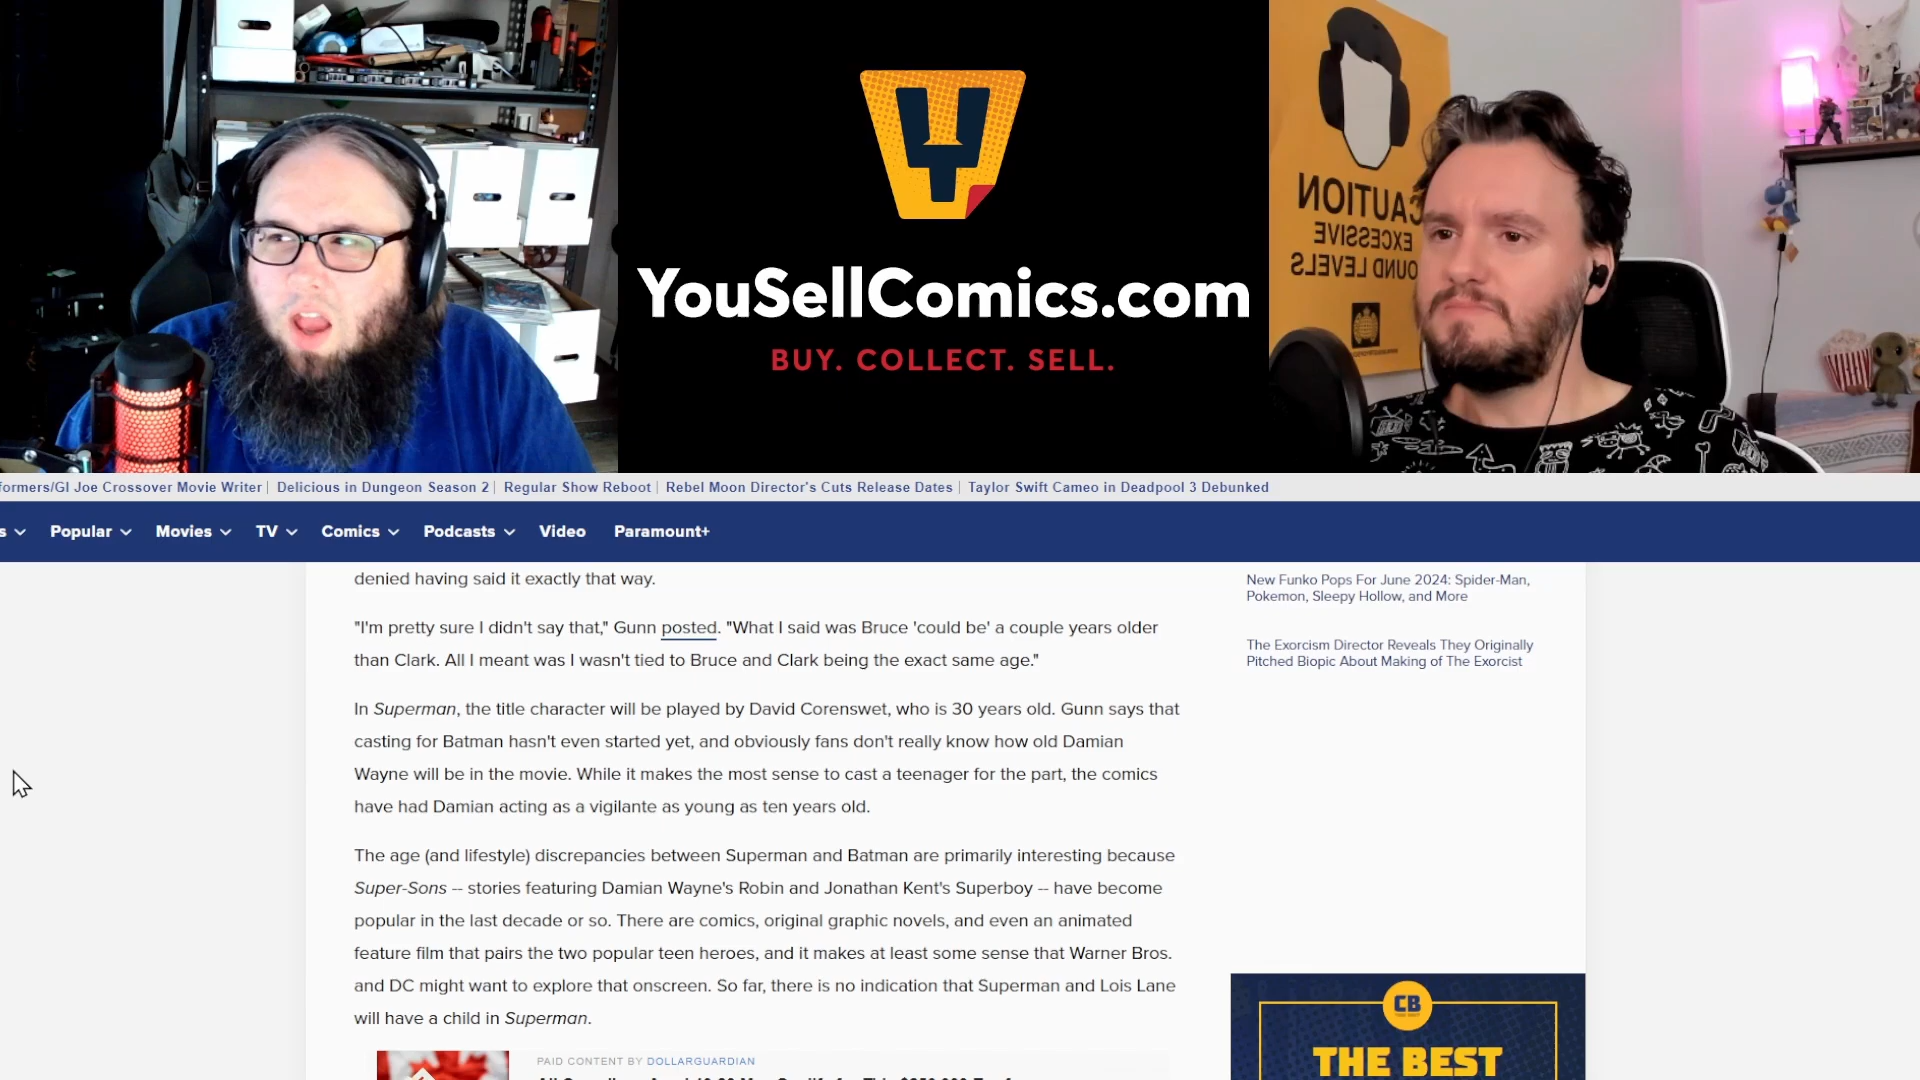 YouSellComics.com
BUY. COLLECT. SELL.
CAUTION
EXCESSIVE
OUND LEVELS
formers/GI Joe Crossover Movie Writer | Delicious in Dungeon Season 2 | Regular Show Reboot | Rebel Moon Director's Cuts Release Dates | Taylor Swift Cameo in Deadpool 3 Debunked
s Popular Movies TV Comics Podcasts Video Paramount+
denied having said it exactly that way.
"I'm pretty sure I didn't say that," Gunn posted. "What I said was Bruce 'could be' a couple years older
than Clark. All I meant was I wasn't tied to Bruce and Clark being the exact same age."
In Superman, the title character will be played by David Corenswet, who is 30 years old. Gunn says that
casting for Batman hasn't even started yet, and obviously fans don't really know how old Damian
Wayne will be in the movie. While it makes the most sense to cast a teenager for the part, the comics
have had Damian acting as a vigilante as young as ten years old.
The age (and lifestyle) discrepancies between Superman and Batman are primarily interesting because
Super-Sons -- stories featuring Damian Wayne's Robin and Jonathan Kent's Superboy -- have become
popular in the last decade or so. There are comics, original graphic novels, and even an animated
feature film that pairs the two popular teen heroes, and it makes at least some sense that Warner Bros.
and DC might want to explore that onscreen. So far, there is no indication that Superman and Lois Lane
will have a child in Superman.
PAID CONTENT BY DOLLARGUARDIAN
New Funko Pops For June 2024: Spider-Man,
Pokemon, Sleepy Hollow, and More
The Exorcism Director Reveals They Originally
Pitched Biopic About Making of The Exorcist
CB
THE BEST